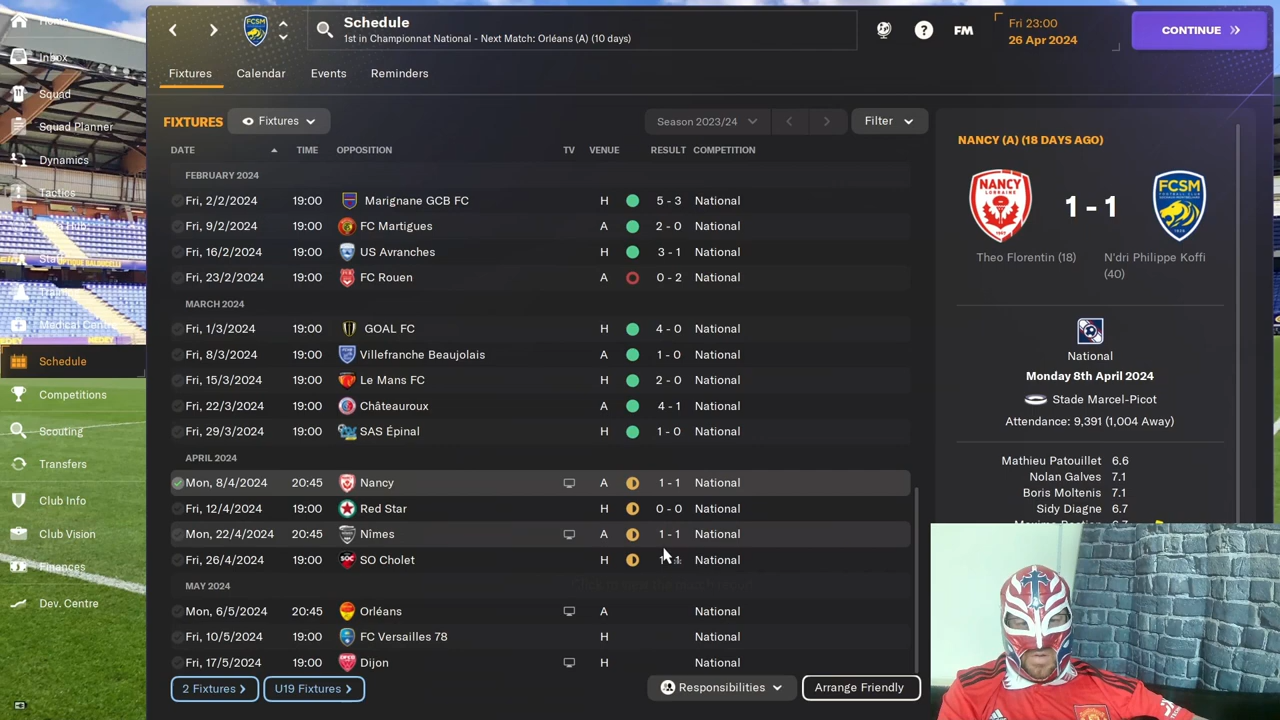 Home
FCSM
Schedule
1st in Championnat National - Next Match: Orléans (A) (10 days)
?
FM
Fri 23:00
26 Apr 2024
CONTINUE
Inbox
Squad
Squad Planner
Dynamics
Tactics
Medical Centre
Schedule
Competitions
Scouting
Transfers
Club Info
Club Vision
Finances
Dev. Centre
Fixtures Calendar Events Reminders
FIXTURES Fixtures Season 2023/24 Filter
DATE TIME OPPOSITION TV VENUE RESULT COMPETITION
FEBRUARY 2024
Fri, 2/2/2024 19:00 Marignane GCB FC H 5 - 3 National
Fri, 9/2/2024 19:00 FC Martigues A 2 - 0 National
Fri, 16/2/2024 19:00 US Avranches H 3 - 1 National
Fri, 23/2/2024 19:00 FC Rouen A 0 - 2 National
MARCH 2024
Fri, 1/3/2024 19:00 GOAL FC H 4 - 0 National
Fri, 8/3/2024 19:00 Villefranche Beaujolais A 1 - 0 National
Fri, 15/3/2024 19:00 Le Mans FC H 2 - 0 National
Fri, 22/3/2024 19:00 Châteauroux A 4 - 1 National
Fri, 29/3/2024 19:00 SAS Épinal H 1 - 0 National
APRIL 2024
Mon, 8/4/2024 20:45 Nancy A 1 - 1 National
Fri, 12/4/2024 19:00 Red Star H 0 - 0 National
Mon, 22/4/2024 20:45 Nîmes A 1 - 1 National
Fri, 26/4/2024 19:00 SO Cholet H National
MAY 2024
Mon, 6/5/2024 20:45 Orléans A National
Fri, 10/5/2024 19:00 FC Versailles 78 H National
Fri, 17/5/2024 19:00 Dijon H National
2 Fixtures U19 Fixtures Responsibilities Arrange Friendly
NANCY (A) (18 DAYS AGO)
NANCY
LORRAINE
1 - 1
FCSM
Theo Florentin (18) N'dri Philippe Koffi
(40)
National
Monday 8th April 2024
Stade Marcel-Picot
Attendance: 9,391 (1,004 Away)
Mathieu Patouillet 6.6
Nolan Galves 7.1
Boris Moltenis 7.1
Sidy Diagne 6.7